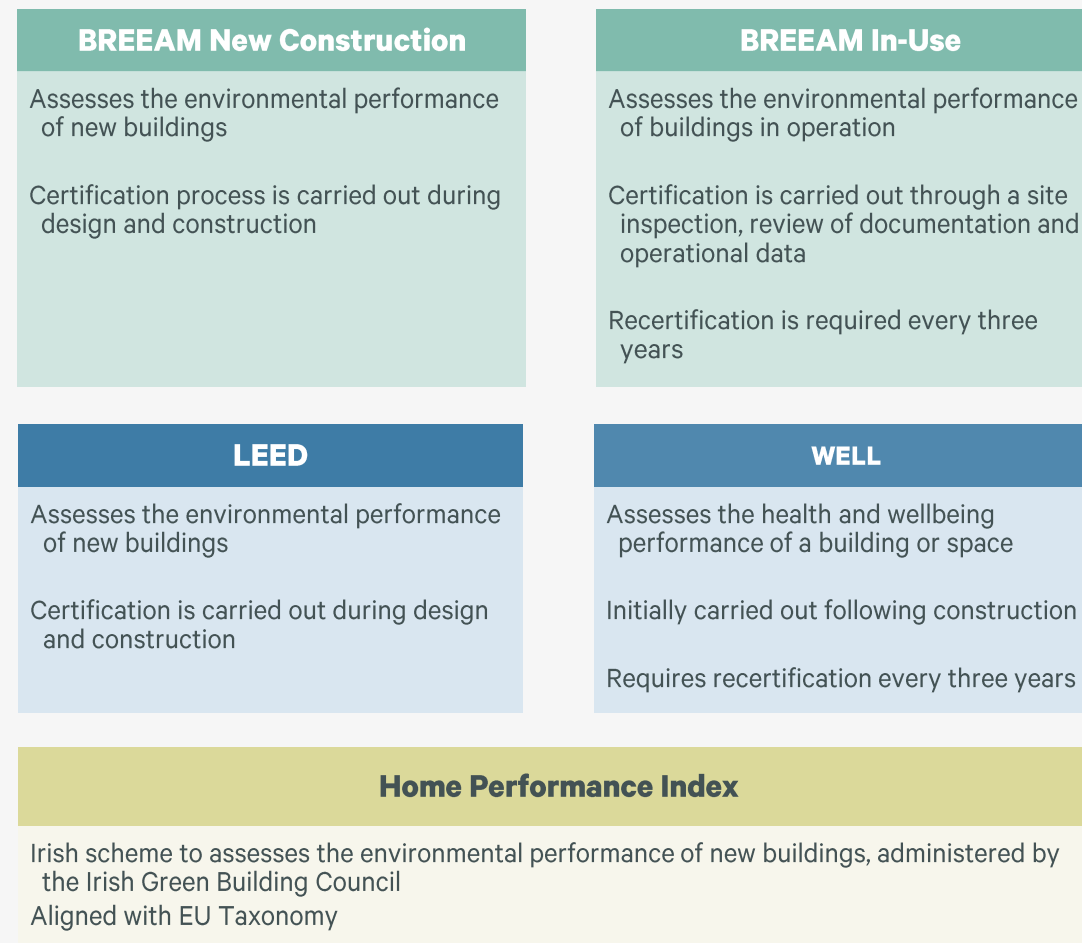 BREEAM New Construction
Assesses the environmental performance
of new buildings
Certification process is carried out during
design and construction
BREEAM In-Use
Assesses the environmental performance
of buildings in operation
Certification is carried out through a site
inspection, review of documentation and
operational data
Recertification is required every three
years
LEED
Assesses the environmental performance
of new buildings
Certification is carried out during design
and construction
WELL
Assesses the health and wellbeing
performance of a building or space
Initially carried out following construction
Requires recertification every three years
Home Performance Index
Irish scheme to assesses the environmental performance of new buildings, administered by
the Irish Green Building Council
Aligned with EU Taxonomy